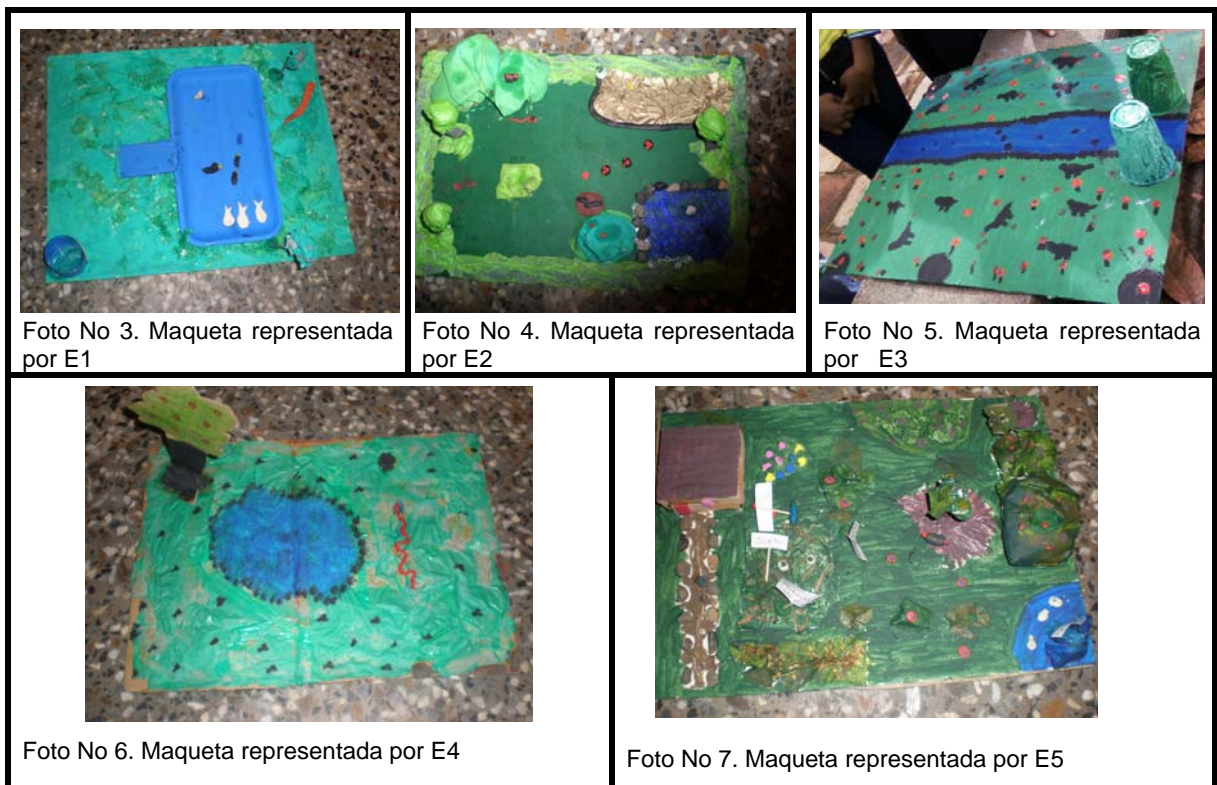 Foto No 3. Maqueta representada
por E1
Foto No 4. Maqueta representada
por E2
Foto No 5. Maqueta representada
por E3
Foto No 6. Maqueta representada por E4
Foto No 7. Maqueta representada por E5